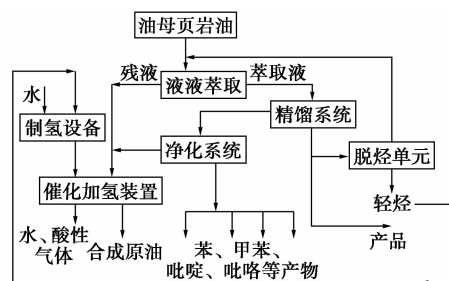 油母页岩油
残液
液液萃取
萃取液
水
制氢设备
精馏系统
净化系统
脱烃单元
催化加氢装置
轻烃
水、酸性
气体
合成原油
苯、甲苯、
吡啶、吡咯等产物
产品